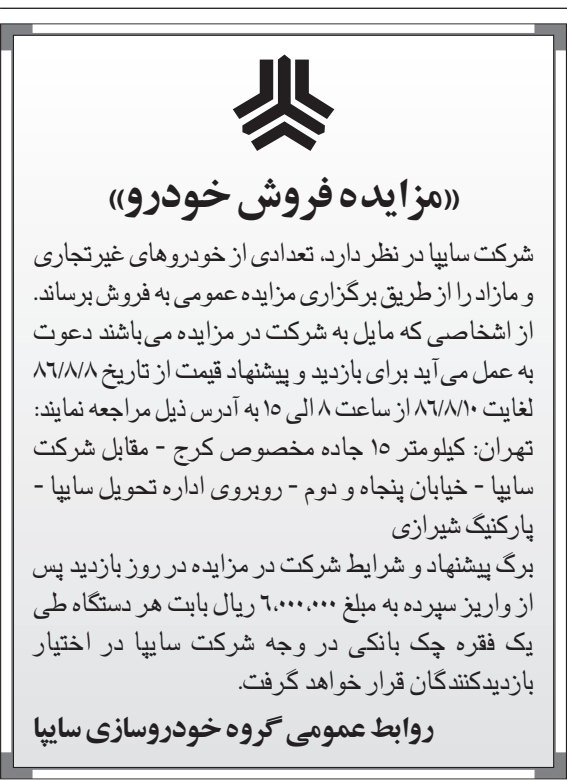 «مزایده فروش خودرو»
شرکت سایپا در نظر دارد، تعدادی از خودروهای غیرتجاری
و مازاد را از طریق برگزاری مزایده عمومی به فروش برساند.
از اشخاصی که مایل به شرکت در مزایده می‌باشند دعوت
به عمل می‌آید برای بازدید و پیشنهاد قیمت از تاریخ ۸۶/۸/۸
لغایت ۸۶/۸/۱۰ از ساعت ۸ الی ۱۵ به آدرس ذیل مراجعه نمایند:
تهران: کیلومتر ۱۵ جاده مخصوص کرج - مقابل شرکت
سایپا - خیابان پنجاه و دوم - روبروی اداره تحویل سایپا -
پارکنیگ شیرازی
برگ پیشنهاد و شرایط شرکت در مزایده در روز بازدید پس
از واریز سپرده به مبلغ ۶،۰۰۰،۰۰۰ ریال بابت هر دستگاه طی
یک فقره چک بانکی در وجه شرکت سایپا در اختیار
بازدیدکنندگان قرار خواهد گرفت.
روابط عمومی گروه خودروسازی سایپا